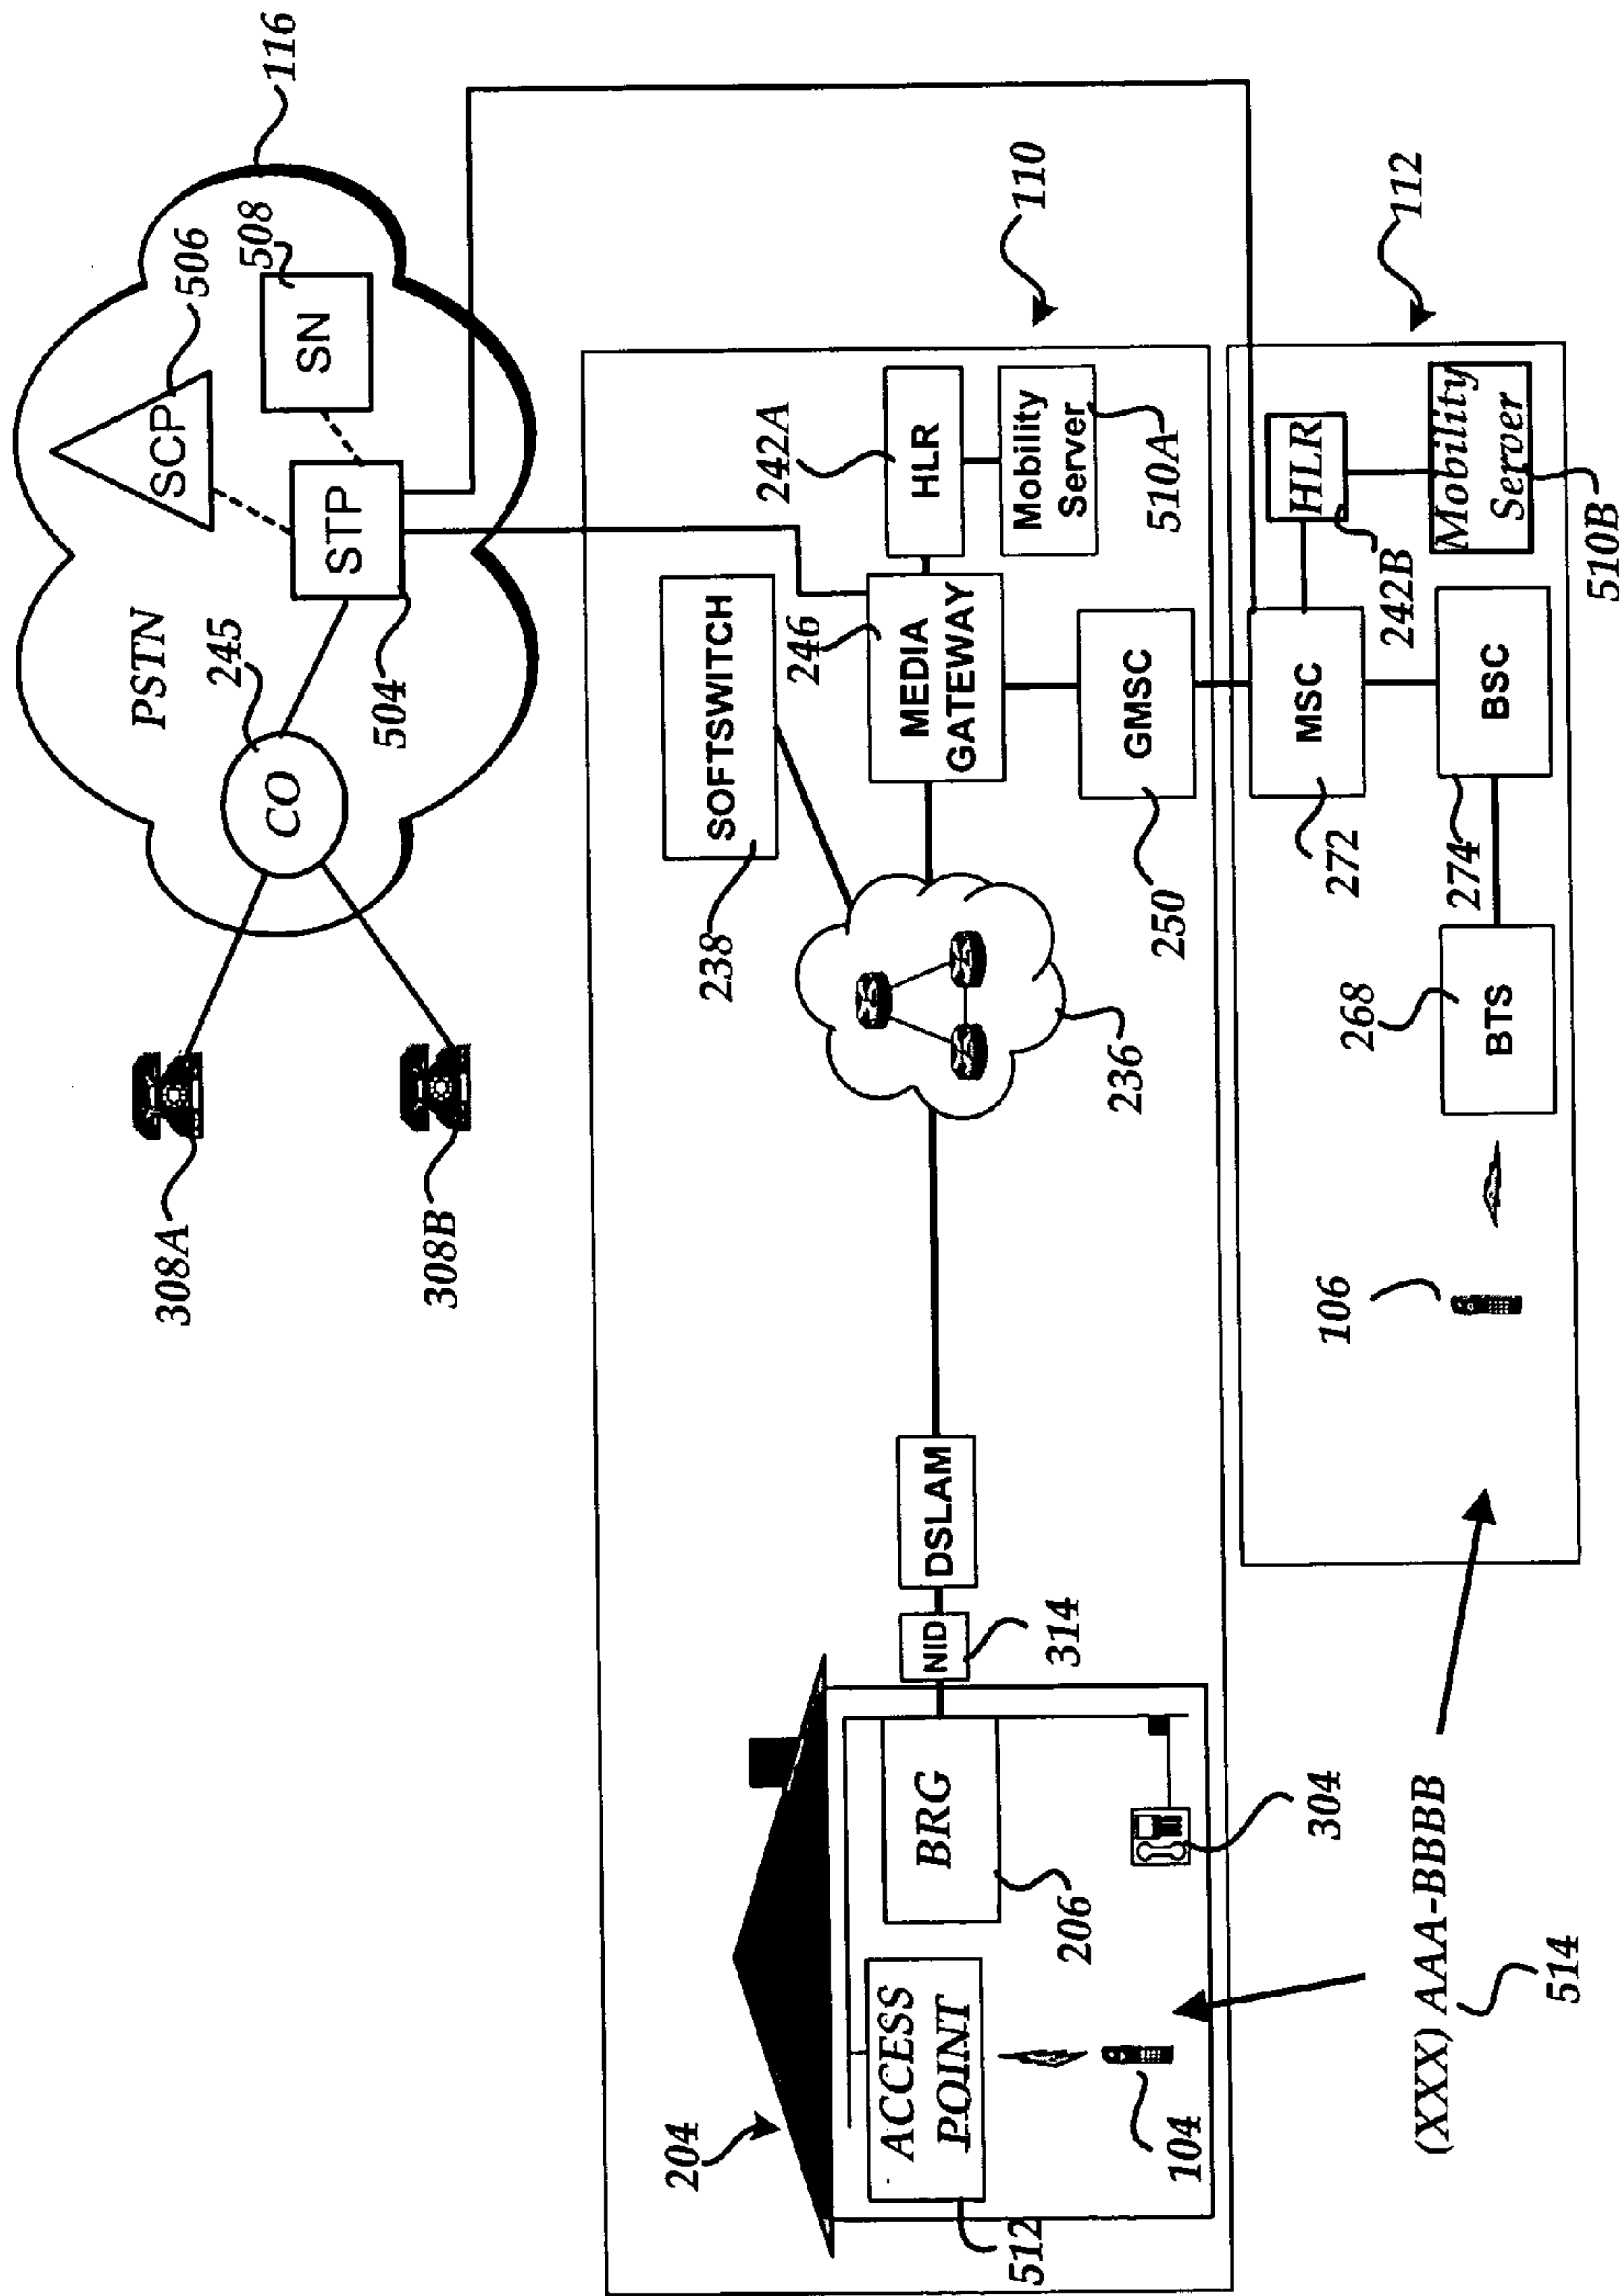 308A
308B
PSTN
CO
245
STP
504
SCP
506
SN
508
116
204
ACCESS
POINT
512
104
BRG
206
304
NID
314
DSLAM
236
SOFTSWITCH
238
MEDIA
GATEWAY
246
HLR
242A
Mobility
Server
510A
GMSC
250
110
106
BTS
268
BSC
274
MSC
272
HLR
242B
Mobility
Server
510B
112
(XXX) AAA-BBBB
514